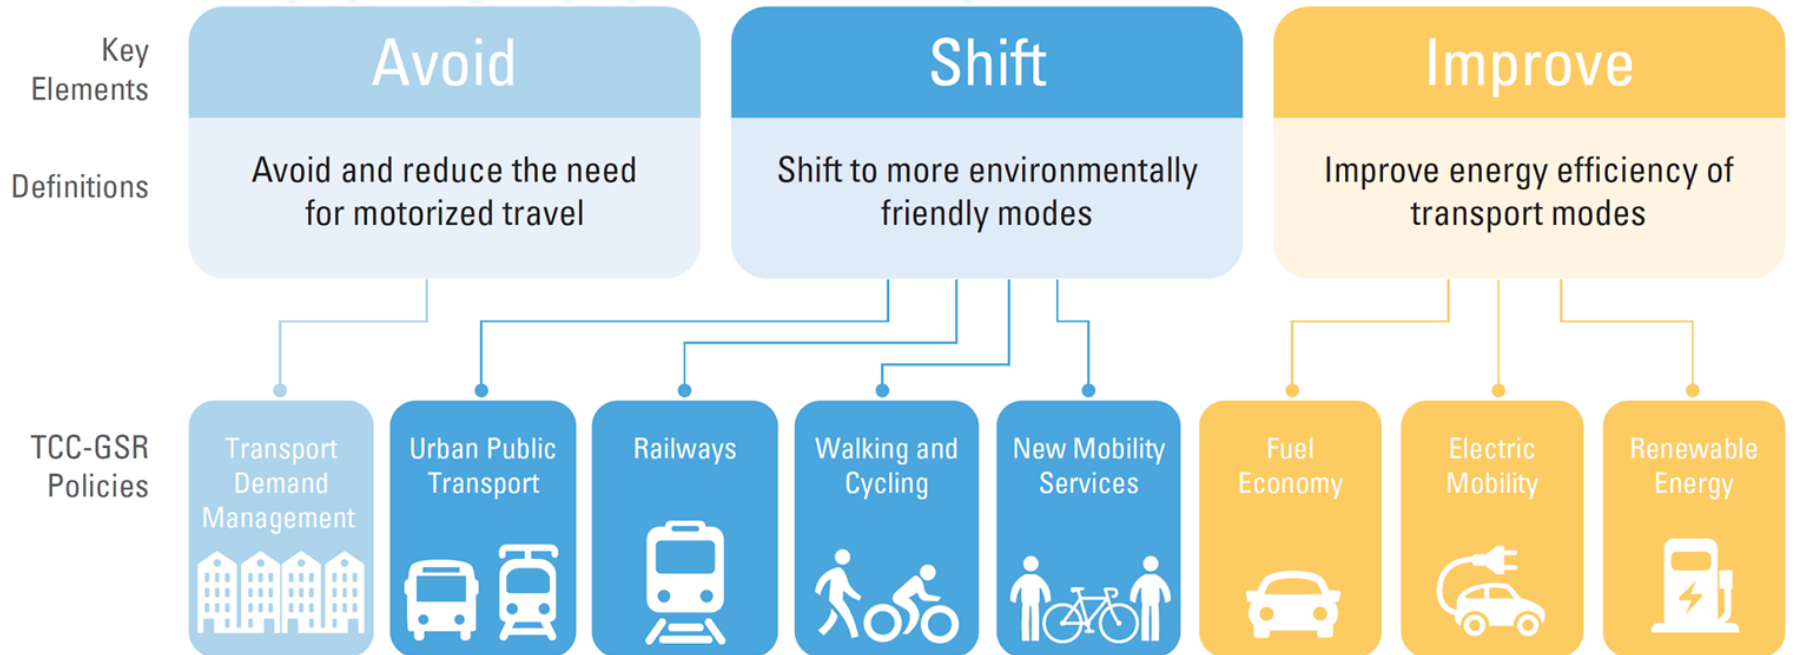 Key
Elements
Avoid
Shift
Improve
Definitions
Avoid and reduce the need
for motorized travel
Shift to more environmentally
friendly modes
Improve energy efficiency of
transport modes
TCC-GSR
Policies
Transport
Demand
Management
Urban Public
Transport
Railways
Walking and
Cycling
New Mobility
Services
Fuel
Economy
Electric
Mobility
Renewable
Energy